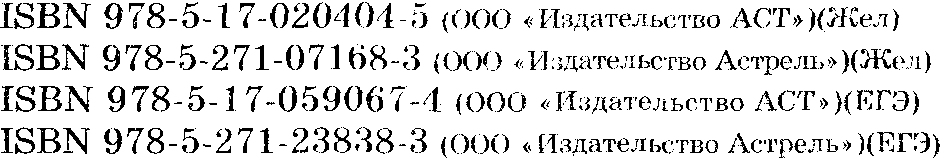 ISBN 978-5-17-020404-5 (ООО «Издательство АСТ»)(Жел)
ISBN 978-5-271-07168-3 (ООО «Издательство Астрель»)(Жел)
ISBN 978-5-17-059067-4 (ООО «Издательство АСТ»)(ЕГЭ)
ISBN 978-5-271-23838-3 (ООО «Издательство Астрель»)(ЕГЭ)